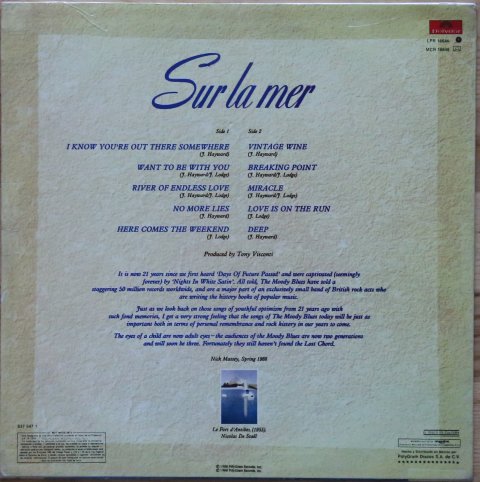 Polydor
Sur la mer
Side 1
Side 2
I KNOW YOU'RE OUT THERE SOMEWHERE
(J. Hayward)
VINTAGE WINE
(J. Hayward)
WANT TO BE WITH YOU
(J. Hayward/J. Lodge)
BREAKING POINT
(J. Hayward/J. Lodge)
RIVER OF ENDLESS LOVE
(J. Hayward/J. Lodge)
MIRACLE
(J. Hayward/J. Lodge)
NO MORE LIES
(J. Hayward)
LOVE IS ON THE RUN
(J. Lodge)
HERE COMES THE WEEKEND
(J. Lodge)
DEEP
(J. Hayward)
Produced by Tony Visconti
It is now 21 years since we first heard 'Days Of Future Passed' and were captivated (seemingly
forever) by 'Nights In White Satin'. All told, The Moody Blues have sold a
staggering 50 million records worldwide, and are a major part of an exclusively small band of British rock acts who
are writing the history books of popular music.
Just as we look back on those songs of youthful optimism from 21 years ago with
such fond memories, I get a very strong feeling that the songs of The Moody Blues today will be just as
important both in terms of personal remembrance and rock history in our years to come.
The eyes of a child are now adult eyes – the audiences of the Moody Blues are now two generations
and will soon be three. Fortunately they still haven't found the Lost Chord.
Nick Massey, Spring 1988
Le Fort d'Antibes (1955)
Nicolas De Staël
PolyGram Discos S.A. de C.V.